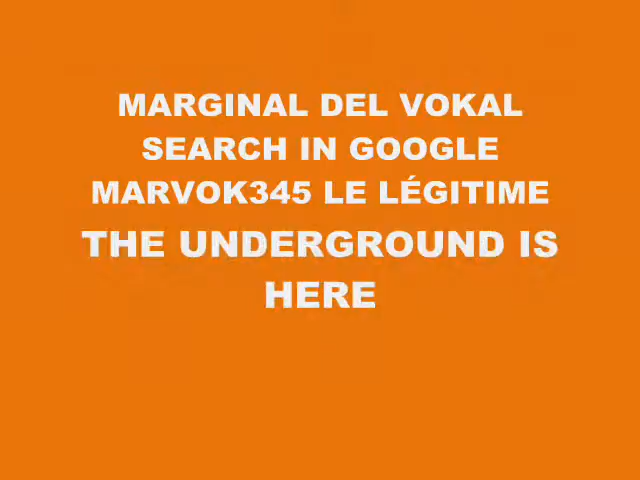 MARGINAL DEL VOKAL
SEARCH IN GOOGLE
MARVOK345 LE LÉGITIME
THE UNDERGROUND IS
HERE